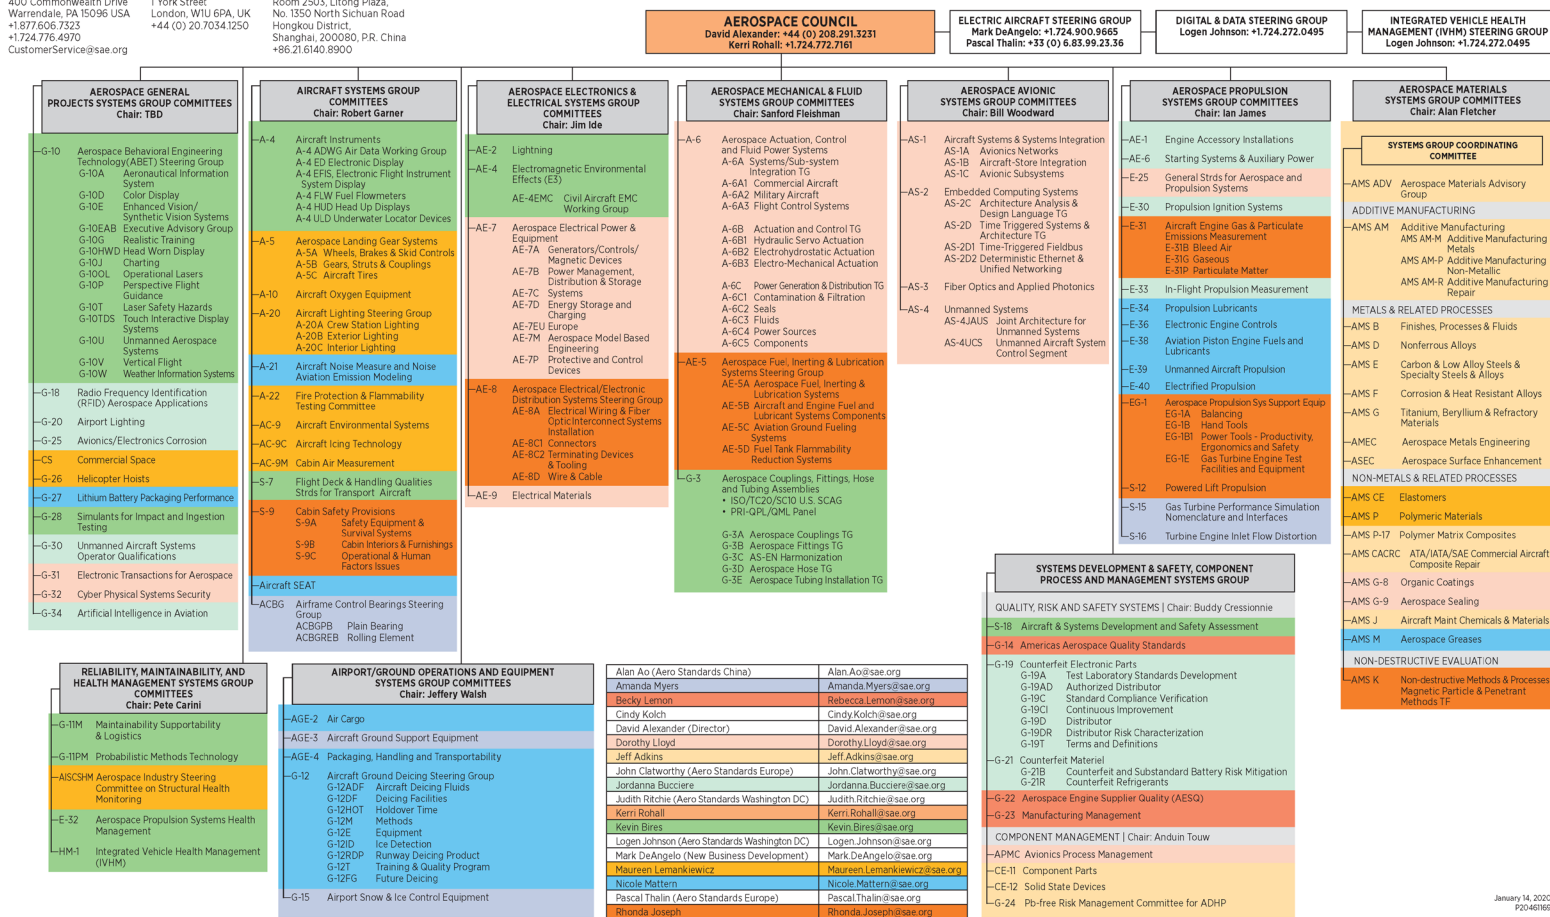 400 Commonwealth Drive
Warrendale, PA 15096 USA
+1.877.606.7323
+1.724.776.4970
CustomerService@sae.org
1 York Street
London, W1U 6PA, UK
+44 (0) 20.7034.1250
Room 2503, Litong Plaza,
No. 1350 North Sichuan Road
Hongkou District,
Shanghai, 200080, P.R. China
+86.21.6140.8900
AEROSPACE COUNCIL
David Alexander: +44 (0) 208.291.3231
Kerri Rohall: +1.724.772.7161
ELECTRIC AIRCRAFT STEERING GROUP
Mark DeAngelo: +1.724.900.9665
Pascal Thalin: +33 (0) 6.83.99.23.36
DIGITAL & DATA STEERING GROUP
Logen Johnson: +1.724.272.0495
INTEGRATED VEHICLE HEALTH
MANAGEMENT (IVHM) STEERING GROUP
Logen Johnson: +1.724.272.0495
AEROSPACE GENERAL
PROJECTS SYSTEMS GROUP COMMITTEES
Chair: TBD
G-10 Aerospace Behavioral Engineering
Technology(ABET) Steering Group
G-10A Aeronautical Information
System
G-10D Color Display
G-10E Enhanced Vision/
Synthetic Vision Systems
G-10EAB Executive Advisory Group
G-10G Realistic Training
G-10HWD Head Worn Display
G-10J Charting
G-10OL Operational Lasers
G-10P Perspective Flight
Guidance
G-10T Laser Safety Hazards
G-10TDS Touch Interactive Display
Systems
G-10U Unmanned Aerospace
Systems
G-10V Vertical Flight
G-10W Weather Information Systems
G-18 Radio Frequency Identification
(RFID) Aerospace Applications
G-20 Airport Lighting
G-25 Avionics/Electronics Corrosion
CS Commercial Space
G-26 Helicopter Hoists
G-27 Lithium Battery Packaging Performance
G-28 Simulants for Impact and Ingestion
Testing
G-30 Unmanned Aircraft Systems
Operator Qualifications
G-31 Electronic Transactions for Aerospace
G-32 Cyber Physical Systems Security
G-34 Artificial Intelligence in Aviation
AIRCRAFT SYSTEMS GROUP
COMMITTEES
Chair: Robert Garner
A-4 Aircraft Instruments
A-4 ADWG Air Data Working Group
A-4 ED Electronic Display
A-4 EFIS, Electronic Flight Instrument
System Display
A-4 FLW Fuel Flowmeters
A-4 HUD Head Up Displays
A-4 ULD Underwater Locator Devices
A-5 Aerospace Landing Gear Systems
A-5A Wheels, Brakes & Skid Controls
A-5B Gears, Struts & Couplings
A-5C Aircraft Tires
A-10 Aircraft Oxygen Equipment
A-20 Aircraft Lighting Steering Group
A-20A Crew Station Lighting
A-20B Exterior Lighting
A-20C Interior Lighting
A-21 Aircraft Noise Measure and Noise
Aviation Emission Modeling
A-22 Fire Protection & Flammability
Testing Committee
AC-9 Aircraft Environmental Systems
AC-9C Aircraft Icing Technology
AC-9M Cabin Air Measurement
S-7 Flight Deck & Handling Qualities
Strds for Transport Aircraft
S-9 Cabin Safety Provisions
S-9A Safety Equipment &
Survival Systems
S-9B Cabin Interiors & Furnishings
S-9C Operational & Human
Factors Issues
Aircraft SEAT
ACBG Airframe Control Bearings Steering
Group
ACBGPB Plain Bearing
ACBGREB Rolling Element
AEROSPACE ELECTRONICS &
ELECTRICAL SYSTEMS GROUP
COMMITTEES
Chair: Jim Ide
AE-2 Lightning
AE-4 Electromagnetic Environmental
Effects (E3)
AE-4EMC Civil Aircraft EMC
Working Group
AE-7 Aerospace Electrical Power &
Equipment
AE-7A Generators/Controls/
Magnetic Devices
AE-7B Power Management,
Distribution & Storage
AE-7C Systems
AE-7D Energy Storage and
Charging
AE-7EU Europe
AE-7M Aerospace Model Based
Engineering
AE-7P Protective and Control
Devices
AE-8 Aerospace Electrical/Electronic
Distribution Systems Steering Group
AE-8A Electrical Wiring & Fiber
Optic Interconnect Systems
Installation
AE-8C1 Connectors
AE-8C2 Terminating Devices
& Tooling
AE-8D Wire & Cable
AE-9 Electrical Materials
AEROSPACE MECHANICAL & FLUID
SYSTEMS GROUP COMMITTEES
Chair: Sanford Fleishman
A-6 Aerospace Actuation, Control
and Fluid Power Systems
A-6A Systems/Sub-system
Integration TG
A-6A1 Commercial Aircraft
A-6A2 Military Aircraft
A-6A3 Flight Control Systems
A-6B Actuation and Control TG
A-6B1 Hydraulic Servo Actuation
A-6B2 Electrohydrostatic Actuation
A-6B3 Electro-Mechanical Actuation
A-6C Power Generation & Distribution TG
A-6C1 Contamination & Filtration
A-6C2 Seals
A-6C3 Fluids
A-6C4 Power Sources
A-6C5 Components
AE-5 Aerospace Fuel, Inerting & Lubrication
Systems Steering Group
AE-5A Aerospace Fuel, Inerting &
Lubrication Systems
AE-5B Aircraft and Engine Fuel and
Lubricant Systems Components
AE-5C Aviation Ground Fueling
Systems
AE-5D Fuel Tank Flammability
Reduction Systems
G-3 Aerospace Couplings, Fittings, Hose
and Tubing Assemblies
• ISO/TC20/SC10 U.S. SCAG
• PRI-QPL/QML Panel
G-3A Aerospace Couplings TG
G-3B Aerospace Fittings TG
G-3C AS-EN Harmonization
G-3D Aerospace Hose TG
G-3E Aerospace Tubing Installation TG
AEROSPACE AVIONIC
SYSTEMS GROUP COMMITTEES
Chair: Bill Woodward
AS-1 Aircraft Systems & Systems Integration
AS-1A Avionics Networks
AS-1B Aircraft-Store Integration
AS-1C Avionic Subsystems
AS-2 Embedded Computing Systems
AS-2C Architecture Analysis &
Design Language TG
AS-2D Time Triggered Systems &
Architecture TG
AS-2D1 Time-Triggered Fieldbus
AS-2D2 Deterministic Ethernet &
Unified Networking
AS-3 Fiber Optics and Applied Photonics
AS-4 Unmanned Systems
AS-4JAUS Joint Architecture for
Unmanned Systems
AS-4UCS Unmanned Aircraft System
Control Segment
AEROSPACE PROPULSION
SYSTEMS GROUP COMMITTEES
Chair: Ian James
AE-1 Engine Accessory Installations
AE-6 Starting Systems & Auxiliary Power
E-25 General Strds for Aerospace and
Propulsion Systems
E-30 Propulsion Ignition Systems
E-31 Aircraft Engine Gas & Particulate
Emissions Measurement
E-31B Bleed Air
E-31G Gaseous
E-31P Particulate Matter
E-33 In-Flight Propulsion Measurement
E-34 Propulsion Lubricants
E-36 Electronic Engine Controls
E-38 Aviation Piston Engine Fuels and
Lubricants
E-39 Unmanned Aircraft Propulsion
E-40 Electrified Propulsion
EG-1 Aerospace Propulsion Sys Support Equip
EG-1A Balancing
EG-1B Hand Tools
EG-1B1 Power Tools - Productivity,
Ergonomics and Safety
EG-1E Gas Turbine Engine Test
Facilities and Equipment
S-12 Powered Lift Propulsion
S-15 Gas Turbine Performance Simulation
Nomenclature and Interfaces
S-16 Turbine Engine Inlet Flow Distortion
AEROSPACE MATERIALS
SYSTEMS GROUP COMMITTEES
Chair: Alan Fletcher
SYSTEMS GROUP COORDINATING
COMMITTEE
AMS ADV Aerospace Materials Advisory
Group
ADDITIVE MANUFACTURING
AMS AM Additive Manufacturing
AMS AM-M Additive Manufacturing
Metals
AMS AM-P Additive Manufacturing
Non-Metallic
AMS AM-R Additive Manufacturing
Repair
METALS & RELATED PROCESSES
AMS B Finishes, Processes & Fluids
AMS D Nonferrous Alloys
AMS E Carbon & Low Alloy Steels &
Specialty Steels & Alloys
AMS F Corrosion & Heat Resistant Alloys
AMS G Titanium, Beryllium & Refractory
Materials
AMEC Aerospace Metals Engineering
ASEC Aerospace Surface Enhancement
NON-METALS & RELATED PROCESSES
AMS CE Elastomers
AMS P Polymeric Materials
AMS P-17 Polymer Matrix Composites
AMS CACRC ATA/IATA/SAE Commercial Aircraft
Composite Repair
AMS G-8 Organic Coatings
AMS G-9 Aerospace Sealing
AMS J Aircraft Maint Chemicals & Materials
AMS M Aerospace Greases
NON-DESTRUCTIVE EVALUATION
AMS K Non-destructive Methods & Processes
Magnetic Particle & Penetrant
Methods TF
RELIABILITY, MAINTAINABILITY, AND
HEALTH MANAGEMENT SYSTEMS GROUP
COMMITTEES
Chair: Pete Carini
G-11M Maintainability Supportability
& Logistics
G-11PM Probabilistic Methods Technology
AISCSHM Aerospace Industry Steering
Committee on Structural Health
Monitoring
E-32 Aerospace Propulsion Systems Health
Management
HM-1 Integrated Vehicle Health Management
(IVHM)
AIRPORT/GROUND OPERATIONS AND EQUIPMENT
SYSTEMS GROUP COMMITTEES
Chair: Jeffery Walsh
AGE-2 Air Cargo
AGE-3 Aircraft Ground Support Equipment
AGE-4 Packaging, Handling and Transportability
G-12 Aircraft Ground Deicing Steering Group
G-12ADF Aircraft Deicing Fluids
G-12DF Deicing Facilities
G-12HOT Holdover Time
G-12M Methods
G-12E Equipment
G-12ID Ice Detection
G-12RDP Runway Deicing Product
G-12T Training & Quality Program
G-12FG Future Deicing
G-15 Airport Snow & Ice Control Equipment
Alan Ao (Aero Standards China) Alan.Ao@sae.org
Amanda Myers Amanda.Myers@sae.org
Becky Lemon Rebecca.Lemon@sae.org
Cindy Kolch Cindy.Kolch@sae.org
David Alexander (Director) David.Alexander@sae.org
Dorothy Lloyd Dorothy.Lloyd@sae.org
Jeff Adkins Jeff.Adkins@sae.org
John Clatworthy (Aero Standards Europe) John.Clatworthy@sae.org
Jordanna Bucciere Jordanna.Bucciere@sae.org
Judith Ritchie (Aero Standards Washington DC) Judith.Ritchie@sae.org
Kerri Rohall Kerri.Rohall@sae.org
Kevin Bires Kevin.Bires@sae.org
Logen Johnson (Aero Standards Washington DC) Logen.Johnson@sae.org
Mark DeAngelo (New Business Development) Mark.DeAngelo@sae.org
Maureen Lemankiewicz Maureen.Lemankiewicz@sae.org
Nicole Mattern Nicole.Mattern@sae.org
Pascal Thalin (Aero Standards Europe) Pascal.Thalin@sae.org
Rhonda Joseph Rhonda.Joseph@sae.org
SYSTEMS DEVELOPMENT & SAFETY, COMPONENT
PROCESS AND MANAGEMENT SYSTEMS GROUP
QUALITY, RISK AND SAFETY SYSTEMS | Chair: Buddy Cressionnie
S-18 Aircraft & Systems Development and Safety Assessment
G-14 Americas Aerospace Quality Standards
G-19 Counterfeit Electronic Parts
G-19A Test Laboratory Standards Development
G-19AD Authorized Distributor
G-19C Standard Compliance Verification
G-19CI Continuous Improvement
G-19D Distributor
G-19DR Distributor Risk Characterization
G-19T Terms and Definitions
G-21 Counterfeit Materiel
G-21B Counterfeit and Substandard Battery Risk Mitigation
G-21R Counterfeit Refrigerants
G-22 Aerospace Engine Supplier Quality (AESQ)
G-23 Manufacturing Management
COMPONENT MANAGEMENT | Chair: Anduin Touw
APMC Avionics Process Management
CE-11 Component Parts
CE-12 Solid State Devices
G-24 Pb-free Risk Management Committee for ADHP
January 14, 2020
P20461169